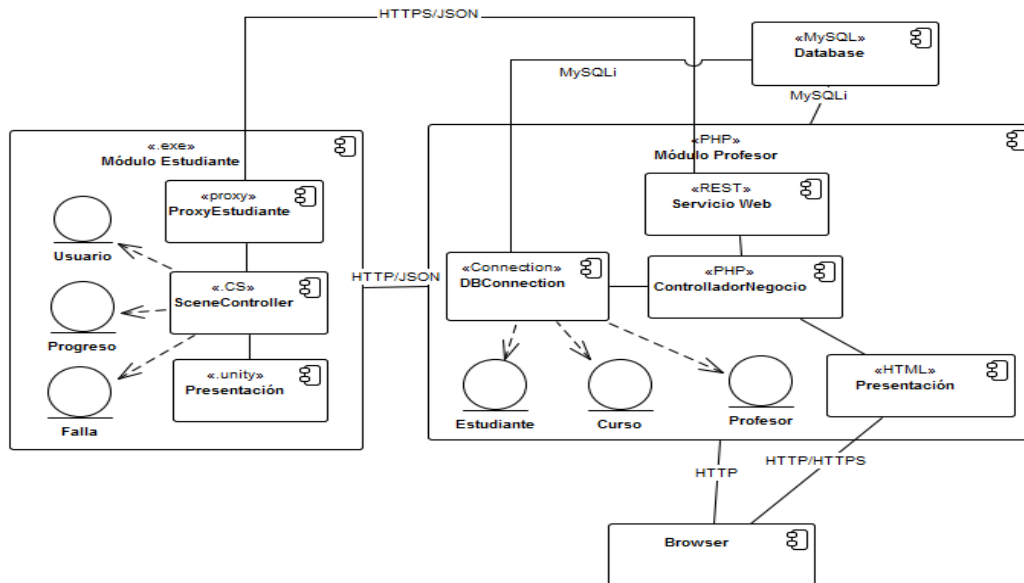 HTTPS/JSON
«MySQL»
Database
MySQLi
MySQLi
«.exe»
Módulo Estudiante
«PHP»
Módulo Profesor
«proxy»
ProxyEstudiante
«REST»
Servicio Web
Usuario
«.CS»
SceneController
HTTP/JSON
«Connection»
DBConnection
«PHP»
ControlladorNegocio
Progreso
«.unity»
Presentación
«HTML»
Presentación
Falla
Estudiante
Curso
Profesor
HTTP
HTTP/HTTPS
Browser